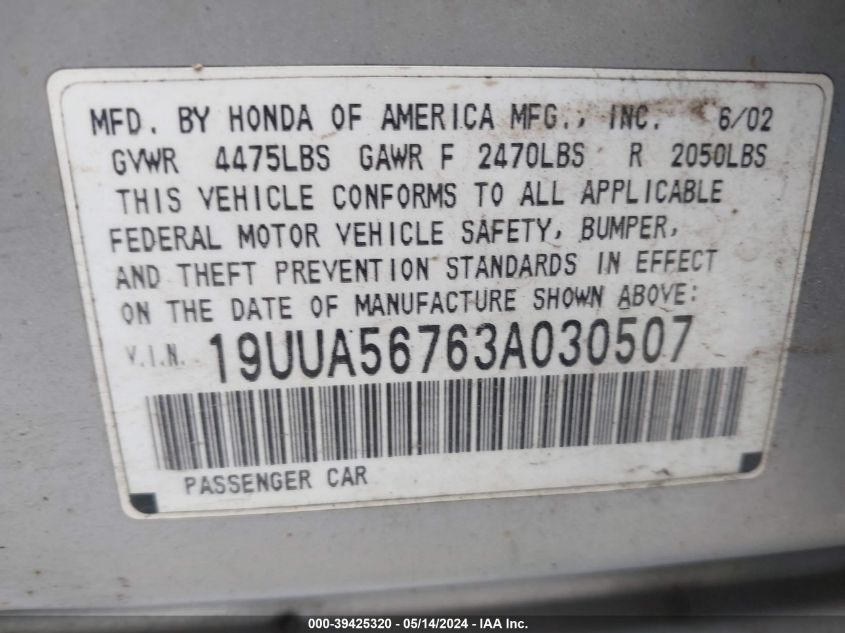 MFD. BY HONDA OF AMERICA MFG., INC. 6/02
GVWR 4475LBS GAWR F 2470LBS R 2050LBS
THIS VEHICLE CONFORMS TO ALL APPLICABLE
FEDERAL MOTOR VEHICLE SAFETY, BUMPER,
AND THEFT PREVENTION STANDARDS IN EFFECT
ON THE DATE OF MANUFACTURE SHOWN ABOVE:
V.I.N. 19UUA56763A030507
PASSENGER CAR
000-39425320 - 05/14/2024 - IAA Inc.